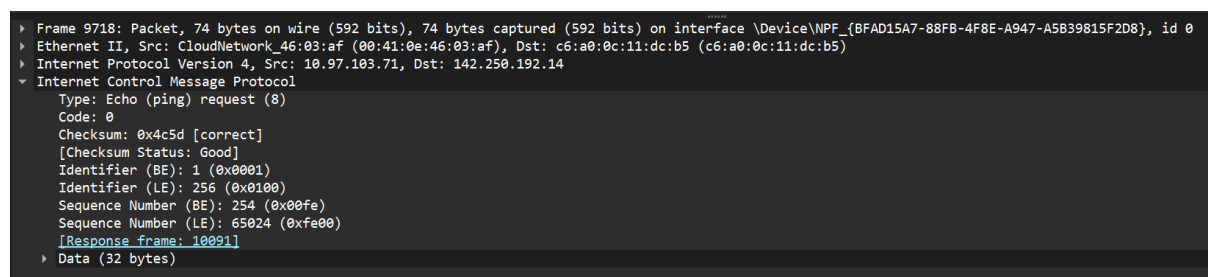 Frame 9718: Packet, 74 bytes on wire (592 bits), 74 bytes captured (592 bits) on interface \Device\NPF_{BFAD15A7-88FB-4F8E-A947-A5B39815F2D8}, id 0
Ethernet II, Src: CloudNetwork_46:03:af (00:41:0e:46:03:af), Dst: c6:a0:0c:11:dc:b5 (c6:a0:0c:11:dc:b5)
Internet Protocol Version 4, Src: 10.97.103.71, Dst: 142.250.192.14
Internet Control Message Protocol
Type: Echo (ping) request (8)
Code: 0
Checksum: 0x4c5d [correct]
[Checksum Status: Good]
Identifier (BE): 1 (0x0001)
Identifier (LE): 256 (0x0100)
Sequence Number (BE): 254 (0x00fe)
Sequence Number (LE): 65024 (0xfe00)
[Response frame: 10091]
Data (32 bytes)